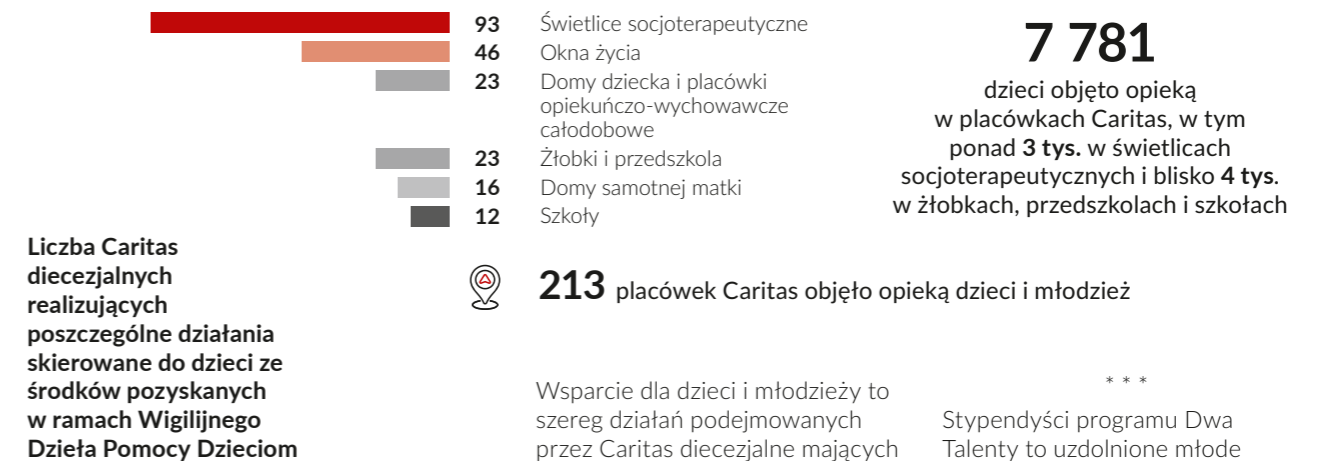 93 Świetlice socjoterapeutyczne
46 Okna życia
23 Domy dziecka i placówki
opiekuńczo-wychowawcze
całodobowe
23 Żłobki i przedszkola
16 Domy samotnej matki
12 Szkoły
7 781
dzieci objęto opieką
w placówkach Caritas, w tym
ponad 3 tys. w świetlicach
socjoterapeutycznych i blisko 4 tys.
w żłobkach, przedszkolach i szkołach
213 placówek Caritas objęło opieką dzieci i młodzież
Liczba Caritas
diecezjalnych
realizujących
poszczególne działania
skierowane do dzieci ze
środków pozyskanych
w ramach Wigilijnego
Dzieła Pomocy Dzieciom
Wsparcie dla dzieci i młodzieży to
szereg działań podejmowanych
przez Caritas diecezjalne mających
* * *
Stypendyści programu Dwa
Talenty to uzdolnione młode